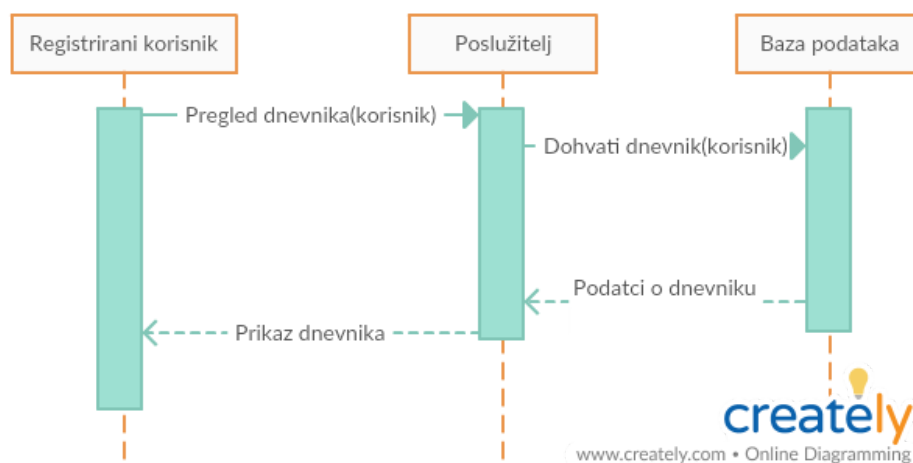 Registrirani korisnik
Poslužitelj
Baza podataka
Pregled dnevnika(korisnik)
Dohvati dnevnik(korisnik)
Podatci o dnevniku
Prikaz dnevnika
creately
www.creately.com • Online Diagramming